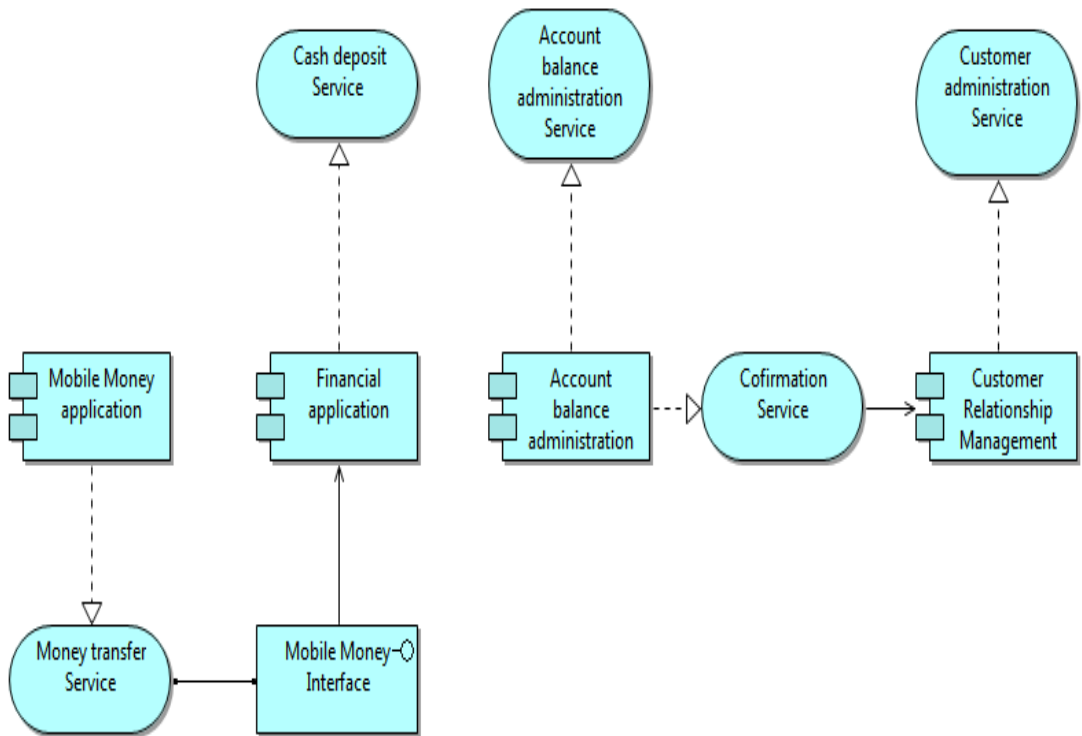 Cash deposit
Service
Account
balance
administration
Service
Customer
administration
Service
Mobile Money
application
Financial
application
Account
balance
administration
Cofirmation
Service
Customer
Relationship
Management
Money transfer
Service
Mobile Money
Interface